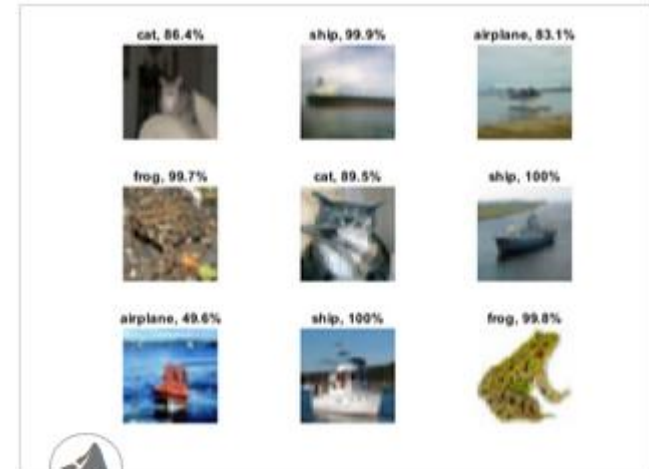 cat, 86.4%
ship, 99.9%
airplane, 83.1%
frog, 99.7%
cat, 89.5%
ship, 100%
airplane, 49.6%
ship, 100%
frog, 99.8%